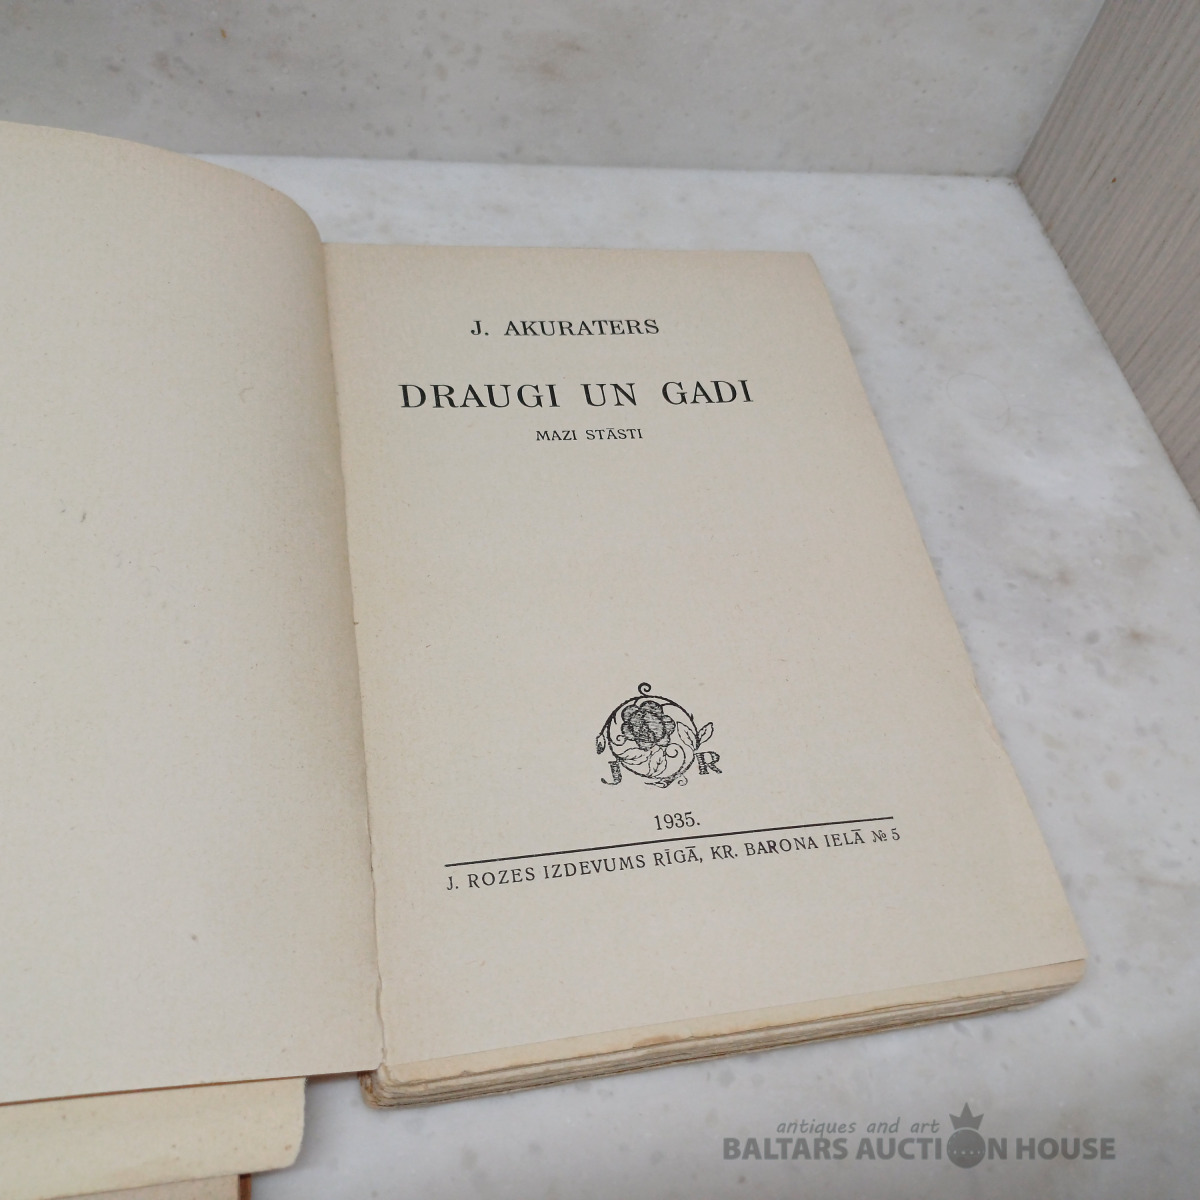 J. AKURATERS
DRAUGI UN GADI
MAZI STĀSTI
J R
1935.
J. ROZES IZDEVUMS RĪGĀ, KR. BARONA IELĀ № 5
antiques and art
BALTARS AUCTION HOUSE